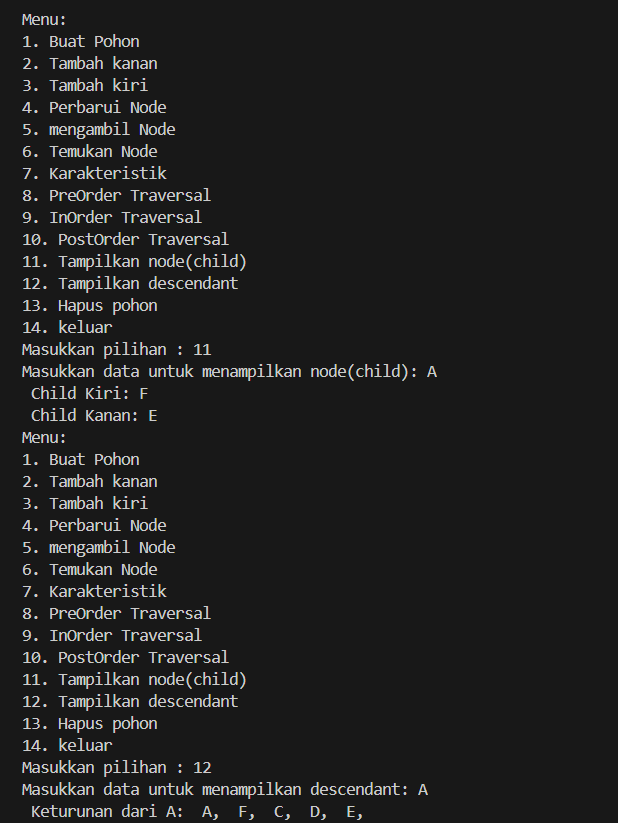 Menu:
1. Buat Pohon
2. Tambah kanan
3. Tambah kiri
4. Perbarui Node
5. mengambil Node
6. Temukan Node
7. Karakteristik
8. PreOrder Traversal
9. InOrder Traversal
10. PostOrder Traversal
11. Tampilkan node(child)
12. Tampilkan descendant
13. Hapus pohon
14. keluar
Masukkan pilihan : 11
Masukkan data untuk menampilkan node(child): A
Child Kiri: F
Child Kanan: E
Menu:
1. Buat Pohon
2. Tambah kanan
3. Tambah kiri
4. Perbarui Node
5. mengambil Node
6. Temukan Node
7. Karakteristik
8. PreOrder Traversal
9. InOrder Traversal
10. PostOrder Traversal
11. Tampilkan node(child)
12. Tampilkan descendant
13. Hapus pohon
14. keluar
Masukkan pilihan : 12
Masukkan data untuk menampilkan descendant: A
Keturunan dari A:  A,  F,  C,  D,  E,